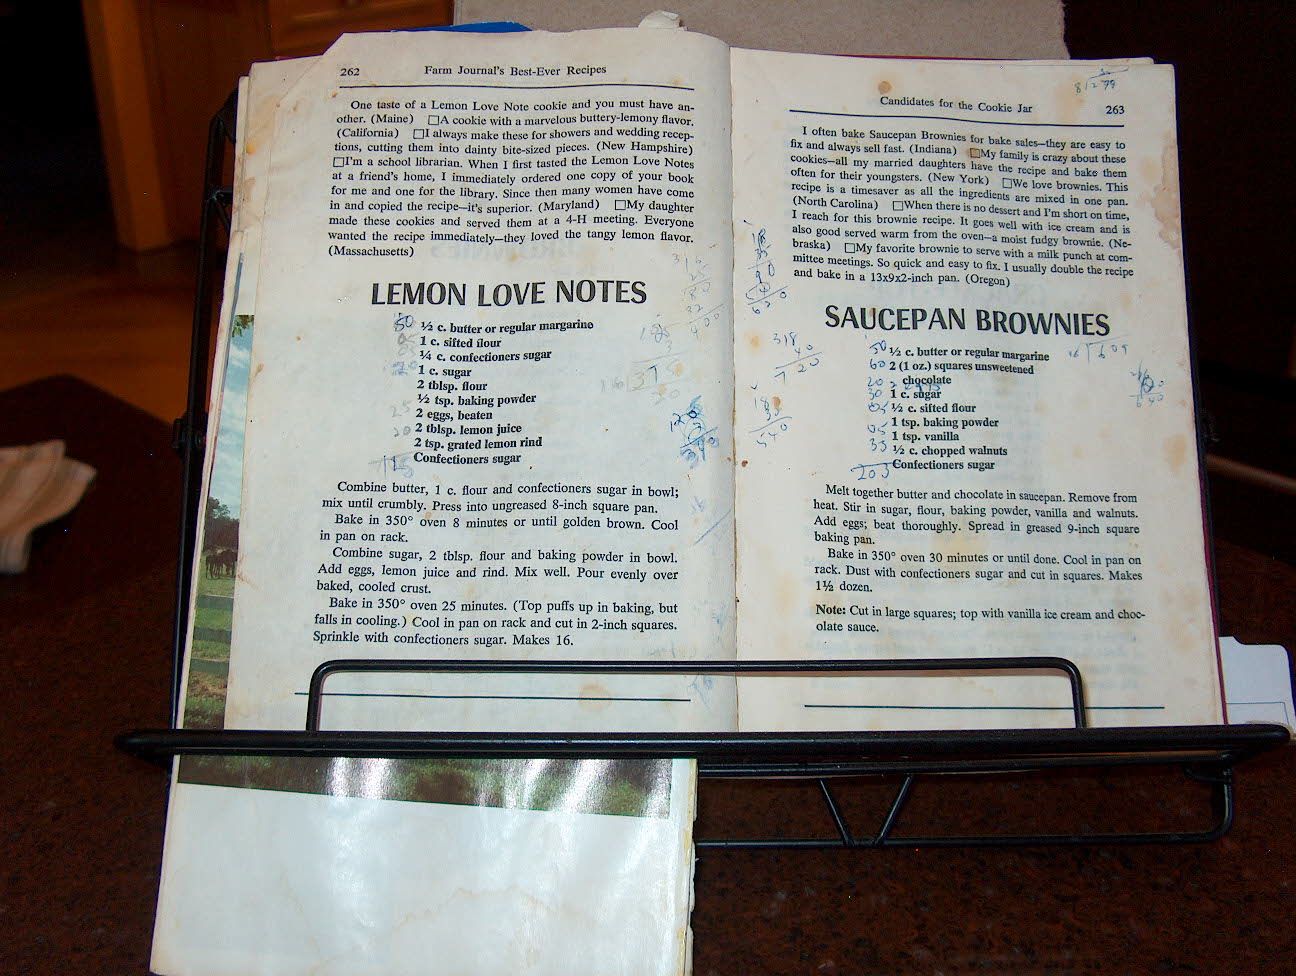 262 Farm Journal's Best-Ever Recipes
One taste of a Lemon Love Note cookie and you must have an-
other. (Maine) □A cookie with a marvelous buttery-lemony flavor.
(California) □I always make these for showers and wedding recep-
tions, cutting them into dainty bite-sized pieces. (New Hampshire)
□I'm a school librarian. When I first tasted the Lemon Love Notes
at a friend's home, I immediately ordered one copy of your book
for me and one for the library. Since then many women have come
in and copied the recipe—it's superior. (Maryland) □My daughter
made these cookies and served them at a 4-H meeting. Everyone
wanted the recipe immediately—they loved the tangy lemon flavor.
(Massachusetts)
LEMON LOVE NOTES
50 ½ c. butter or regular margarine
1 c. sifted flour
¼ c. confectioners sugar
20 1 c. sugar
2 tblsp. flour
½ tsp. baking powder
25 2 eggs, beaten
20 2 tblsp. lemon juice
2 tsp. grated lemon rind
Confectioners sugar
Combine butter, 1 c. flour and confectioners sugar in bowl;
mix until crumbly. Press into ungreased 8-inch square pan.
Bake in 350° oven 8 minutes or until golden brown. Cool
in pan on rack.
Combine sugar, 2 tblsp. flour and baking powder in bowl.
Add eggs, lemon juice and rind. Mix well. Pour evenly over
baked, cooled crust.
Bake in 350° oven 25 minutes. (Top puffs up in baking, but
falls in cooling.) Cool in pan on rack and cut in 2-inch squares.
Sprinkle with confectioners sugar. Makes 16.
Candidates for the Cookie Jar 263
I often bake Saucepan Brownies for bake sales—they are easy to
fix and always sell fast. (Indiana) □My family is crazy about these
cookies—all my married daughters have the recipe and bake them
often for their youngsters. (New York) □We love brownies. This
recipe is a timesaver as all the ingredients are mixed in one pan.
(North Carolina) □When there is no dessert and I'm short on time,
I reach for this brownie recipe. It goes well with ice cream and is
also good served warm from the oven—a moist fudgy brownie. (Ne-
braska) □My favorite brownie to serve with a milk punch at com-
mittee meetings. So quick and easy to fix. I usually double the recipe
and bake in a 13x9x2-inch pan. (Oregon)
SAUCEPAN BROWNIES
50 ½ c. butter or regular margarine
60 2 (1 oz.) squares unsweetened
chocolate
30 1 c. sugar
05 ½ c. sifted flour
1 tsp. baking powder
05 1 tsp. vanilla
35 ½ c. chopped walnuts
203 Confectioners sugar
Melt together butter and chocolate in saucepan. Remove from
heat. Stir in sugar, flour, baking powder, vanilla and walnuts.
Add eggs; beat thoroughly. Spread in greased 9-inch square
baking pan.
Bake in 350° oven 30 minutes or until done. Cool in pan on
rack. Dust with confectioners sugar and cut in squares. Makes
1½ dozen.
Note: Cut in large squares; top with vanilla ice cream and choc-
olate sauce.